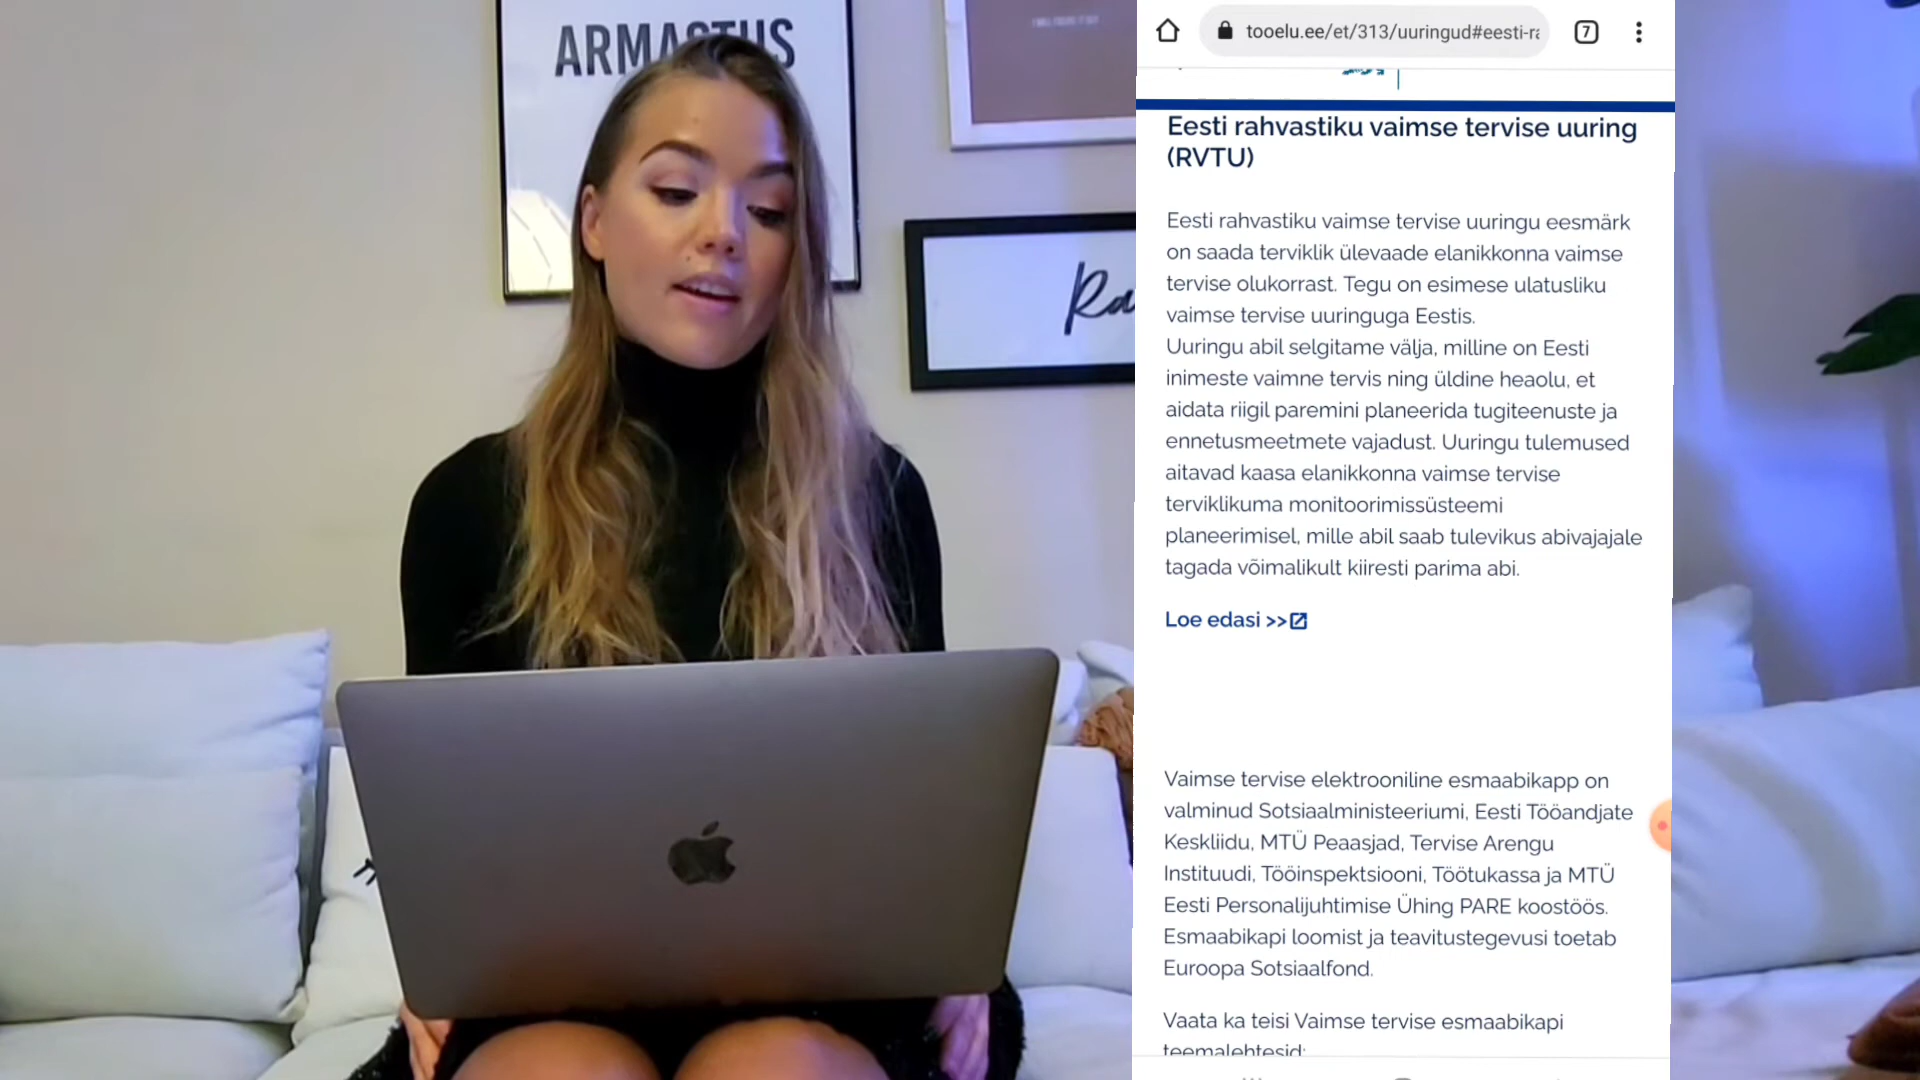 ARMASTUS
Ra
tooelu.ee/et/313/uuringud#eesti-ra
7
Eesti rahvastiku vaimse tervise uuring
(RVTU)
Eesti rahvastiku vaimse tervise uuringu eesmärk
on saada terviklik ülevaade elanikkonna vaimse
tervise olukorrast. Tegu on esimese ulatusliku
vaimse tervise uuringuga Eestis.
Uuringu abil selgitame välja, milline on Eesti
inimeste vaimne tervis ning üldine heaolu, et
aidata riigil paremini planeerida tugiteenuste ja
ennetusmeetmete vajadust. Uuringu tulemused
aitavad kaasa elanikkonna vaimse tervise
terviklikuma monitoorimissüsteemi
planeerimisel, mille abil saab tulevikus abivajajale
tagada võimalikult kiiresti parima abi.
Loe edasi >>
Vaimse tervise elektrooniline esmaabikapp on
valminud Sotsiaalministeeriumi, Eesti Tööandjate
Keskliidu, MTÜ Peaasjad, Tervise Arengu
Instituudi, Tööinspektsiooni, Töötukassa ja MTÜ
Eesti Personalijuhtimise Ühing PARE koostöös.
Esmaabikapi loomist ja teavitustegevusi toetab
Euroopa Sotsiaalfond.
Vaata ka teisi Vaimse tervise esmaabikapi
teemalehtesid: